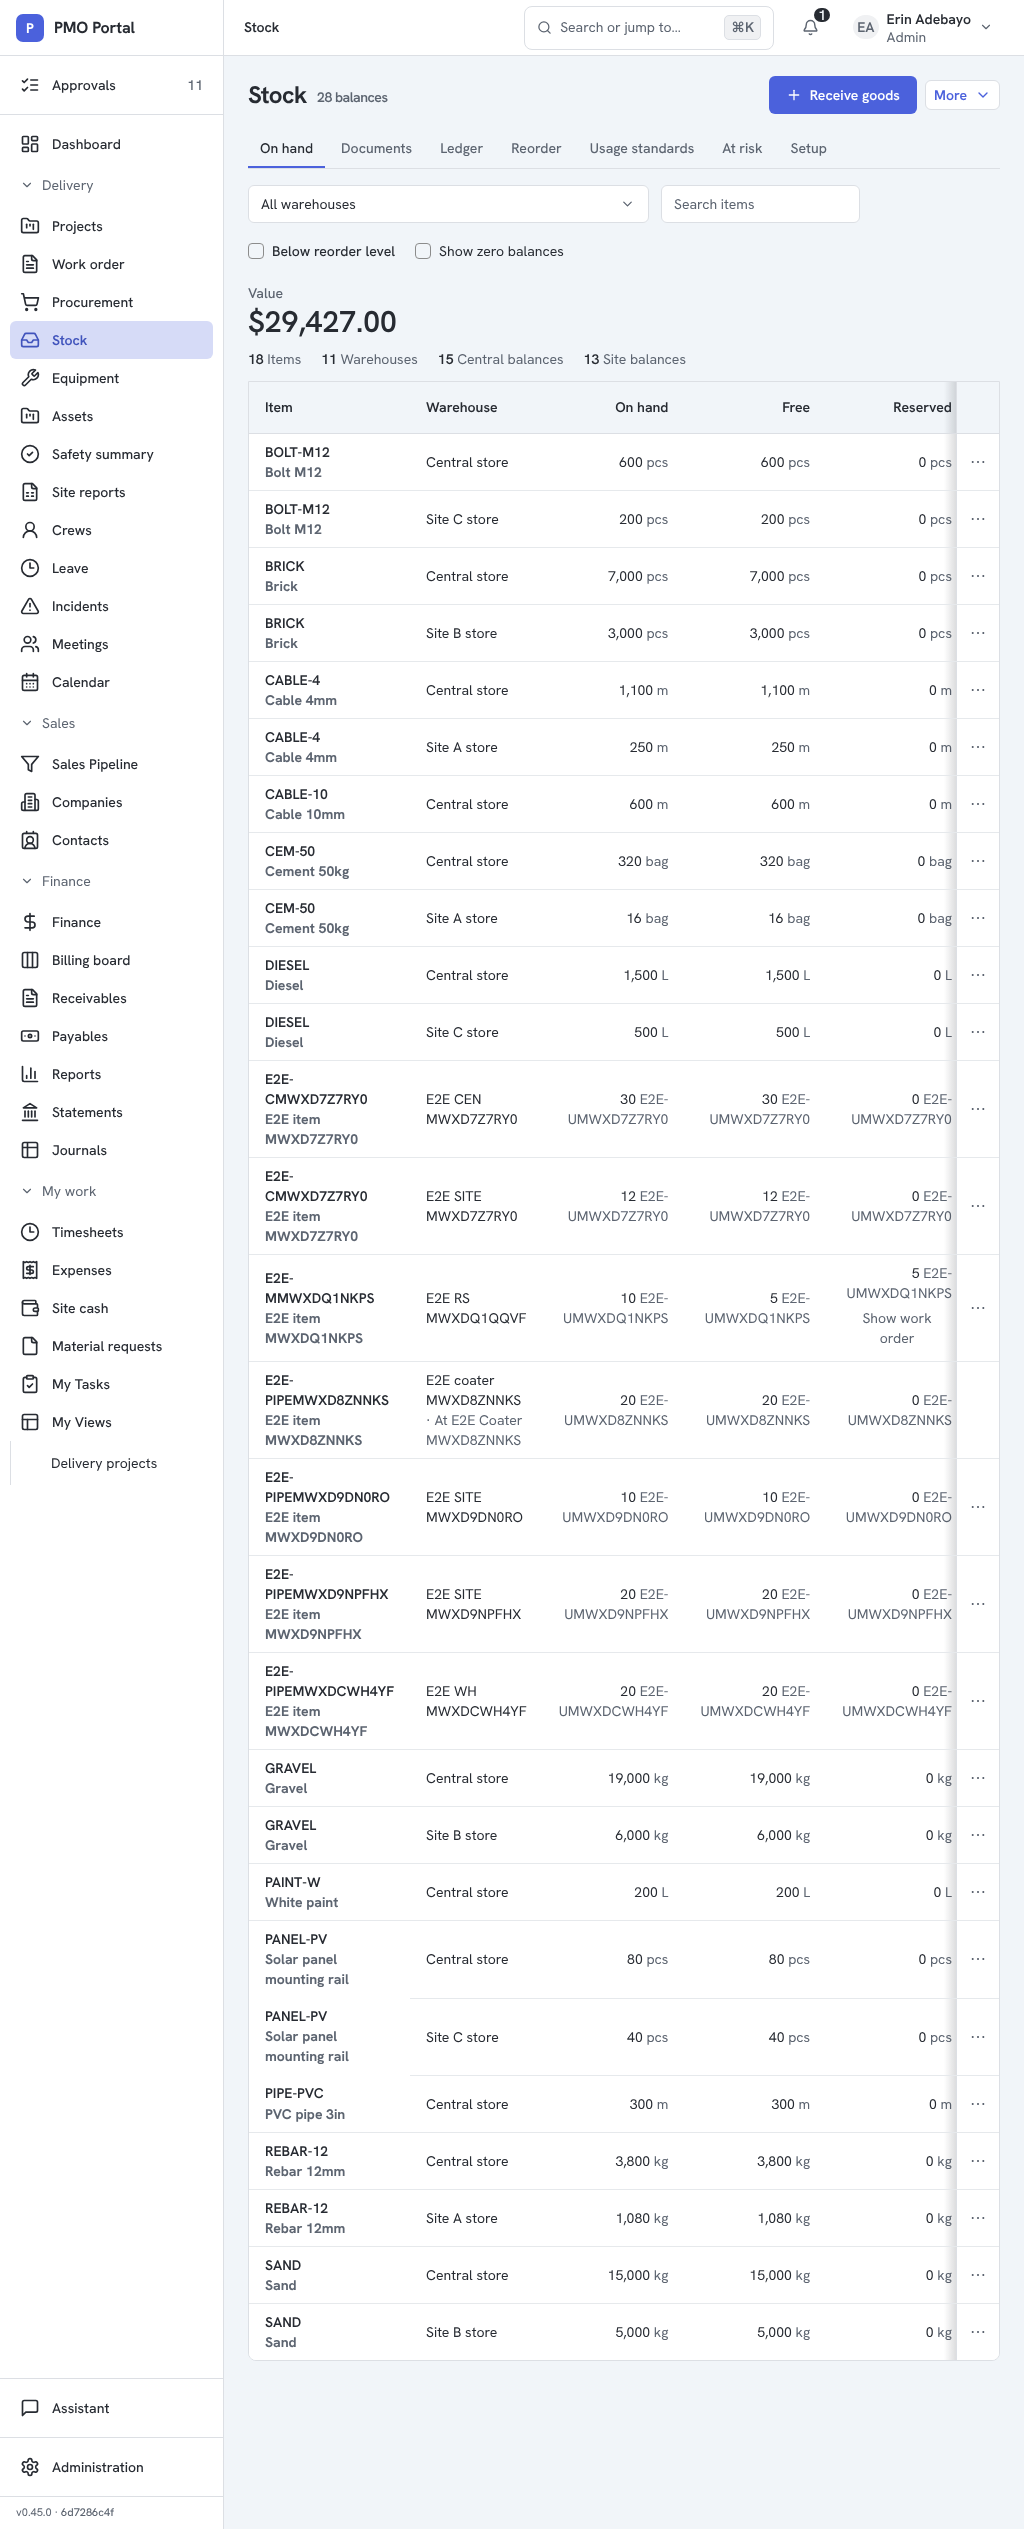 P PMO Portal
Stock
Search or jump to... ⌘K
1
EA
Erin Adebayo
Admin
Approvals 11
Dashboard
Delivery
Projects
Work order
Procurement
Stock
Equipment
Assets
Safety summary
Site reports
Crews
Leave
Incidents
Meetings
Calendar
Sales
Sales Pipeline
Companies
Contacts
Finance
Finance
Billing board
Receivables
Payables
Reports
Statements
Journals
My work
Timesheets
Expenses
Site cash
Material requests
My Tasks
My Views
Delivery projects
Assistant
Administration
v0.45.0 · 6d7286c4f
Stock 28 balances
+ Receive goods
More
On hand Documents Ledger Reorder Usage standards At risk Setup
All warehouses
Search items
Below reorder level Show zero balances
Value
$29,427.00
18 Items 11 Warehouses 15 Central balances 13 Site balances
Item Warehouse On hand Free Reserved
BOLT-M12
Bolt M12
Central store 600 pcs 600 pcs 0 pcs ...
BOLT-M12
Bolt M12
Site C store 200 pcs 200 pcs 0 pcs ...
BRICK
Brick
Central store 7,000 pcs 7,000 pcs 0 pcs ...
BRICK
Brick
Site B store 3,000 pcs 3,000 pcs 0 pcs ...
CABLE-4
Cable 4mm
Central store 1,100 m 1,100 m 0 m ...
CABLE-4
Cable 4mm
Site A store 250 m 250 m 0 m ...
CABLE-10
Cable 10mm
Central store 600 m 600 m 0 m ...
CEM-50
Cement 50kg
Central store 320 bag 320 bag 0 bag ...
CEM-50
Cement 50kg
Site A store 16 bag 16 bag 0 bag ...
DIESEL
Diesel
Central store 1,500 L 1,500 L 0 L ...
DIESEL
Diesel
Site C store 500 L 500 L 0 L ...
E2E-
CMWXD7Z7RY0
E2E item
MWXD7Z7RY0
E2E CEN 30 E2E- 30 E2E- 0 E2E-
MWXD7Z7RY0 UMWXD7Z7RY0 UMWXD7Z7RY0 UMWXD7Z7RY0 ...
E2E-
CMWXD7Z7RY0
E2E item
MWXD7Z7RY0
E2E SITE 12 E2E- 12 E2E- 0 E2E-
MWXD7Z7RY0 UMWXD7Z7RY0 UMWXD7Z7RY0 UMWXD7Z7RY0 ...
E2E-
MMWXDQ1NKPS
E2E item
MWXDQ1NKPS
E2E RS 10 E2E- 5 E2E- 5 E2E-
MWXDQ1QQVF UMWXDQ1NKPS UMWXDQ1NKPS UMWXDQ1NKPS ...
Show work
order
E2E-
PIPEMWXD8ZNNKS
E2E item
MWXD8ZNNKS
E2E coater
MWXD8ZNNKS
· At E2E Coater
MWXD8ZNNKS
20 E2E- 20 E2E- 0 E2E-
UMWXD8ZNNKS UMWXD8ZNNKS UMWXD8ZNNKS ...
E2E-
PIPEMWXD9DN0RO
E2E item
MWXD9DN0RO
E2E SITE 10 E2E- 10 E2E- 0 E2E-
MWXD9DN0RO UMWXD9DN0RO UMWXD9DN0RO UMWXD9DN0RO ...
E2E-
PIPEMWXD9NPFHX
E2E item
MWXD9NPFHX
E2E SITE 20 E2E- 20 E2E- 0 E2E-
MWXD9NPFHX UMWXD9NPFHX UMWXD9NPFHX UMWXD9NPFHX ...
E2E-
PIPEMWXDCWH4YF
E2E item
MWXDCWH4YF
E2E WH 20 E2E- 20 E2E- 0 E2E-
MWXDCWH4YF UMWXDCWH4YF UMWXDCWH4YF UMWXDCWH4YF ...
GRAVEL
Gravel
Central store 19,000 kg 19,000 kg 0 kg ...
GRAVEL
Gravel
Site B store 6,000 kg 6,000 kg 0 kg ...
PAINT-W
White paint
Central store 200 L 200 L 0 L ...
PANEL-PV
Solar panel
mounting rail
Central store 80 pcs 80 pcs 0 pcs ...
PANEL-PV
Solar panel
mounting rail
Site C store 40 pcs 40 pcs 0 pcs ...
PIPE-PVC
PVC pipe 3in
Central store 300 m 300 m 0 m ...
REBAR-12
Rebar 12mm
Central store 3,800 kg 3,800 kg 0 kg ...
REBAR-12
Rebar 12mm
Site A store 1,080 kg 1,080 kg 0 kg ...
SAND
Sand
Central store 15,000 kg 15,000 kg 0 kg ...
SAND
Sand
Site B store 5,000 kg 5,000 kg 0 kg ...